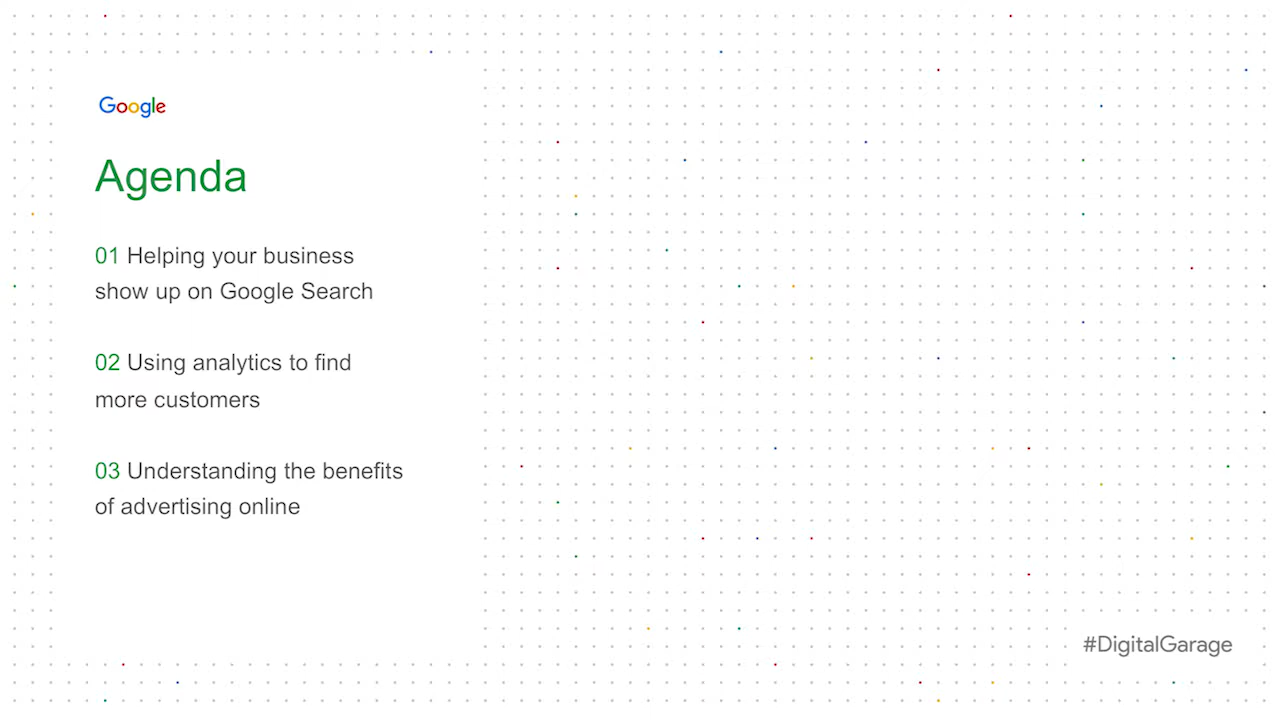 Google
Agenda
01 Helping your business
show up on Google Search
02 Using analytics to find
more customers
03 Understanding the benefits
of advertising online
#DigitalGarage